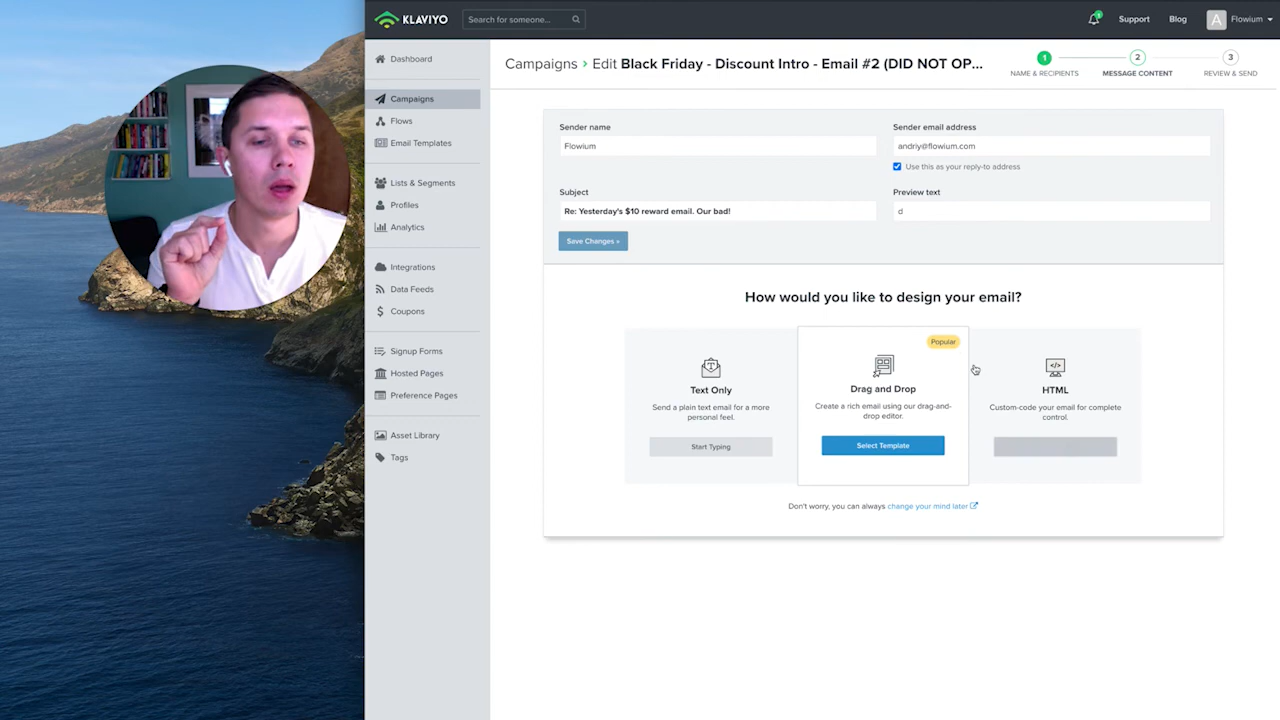 KLAVIYO
Search for someone...
1
Support
Blog
A
Flowium
Dashboard
Campaigns
Flows
Email Templates
Lists & Segments
Profiles
Analytics
Integrations
Data Feeds
Coupons
Signup Forms
Hosted Pages
Preference Pages
Asset Library
Tags
Campaigns › Edit Black Friday - Discount Intro - Email #2 (DID NOT OP...
1
NAME & RECIPIENTS
2
MESSAGE CONTENT
3
REVIEW & SEND
Sender name
Flowium
Sender email address
andriy@flowium.com
Use this as your reply-to address
Subject
Re: Yesterday's $10 reward email. Our bad!
Preview text
d
Save Changes »
How would you like to design your email?
Text Only
Send a plain text email for a more
personal feel.
Start Typing
Popular
Drag and Drop
Create a rich email using our drag-and-
drop editor.
Select Template
</>
HTML
Custom-code your email for complete
control.
Don't worry, you can always change your mind later